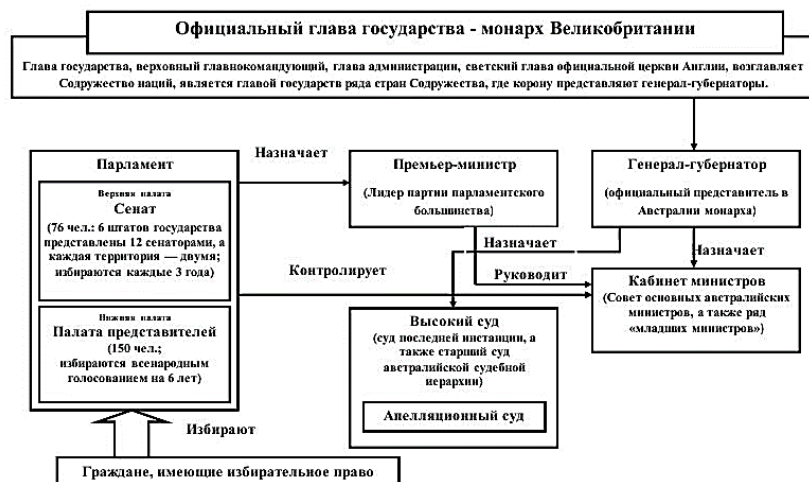 Официальный глава государства - монарх Великобритании
Глава государства, верховный главнокомандующий, глава администрации, светский глава официальной церкви Англии, возглавляет
Содружество наций, является главой государств ряда стран Содружества, где корону представляют генерал-губернаторы.
Парламент
Верхняя палата
Сенат
(76 чел.: 6 штатов государства
представлены 12 сенаторами, а
каждая территория — двумя;
избираются каждые 3 года)
Нижняя палата
Палата представителей
(150 чел.;
избираются всенародным
голосованием на 6 лет)
Назначает
Премьер-министр
(Лидер партии парламентского
большинства)
Генерал-губернатор
(официальный представитель в
Австралии монарха)
Назначает
Назначает
Контролирует
Руководит
Кабинет министров
(Совет основных австралийских
министров, а также ряд
«младших министров»)
Высокий суд
(суд последней инстанции, а
также старший суд
австралийской судебной
иерархии)
Апелляционный суд
Избирают
Граждане, имеющие избирательное право